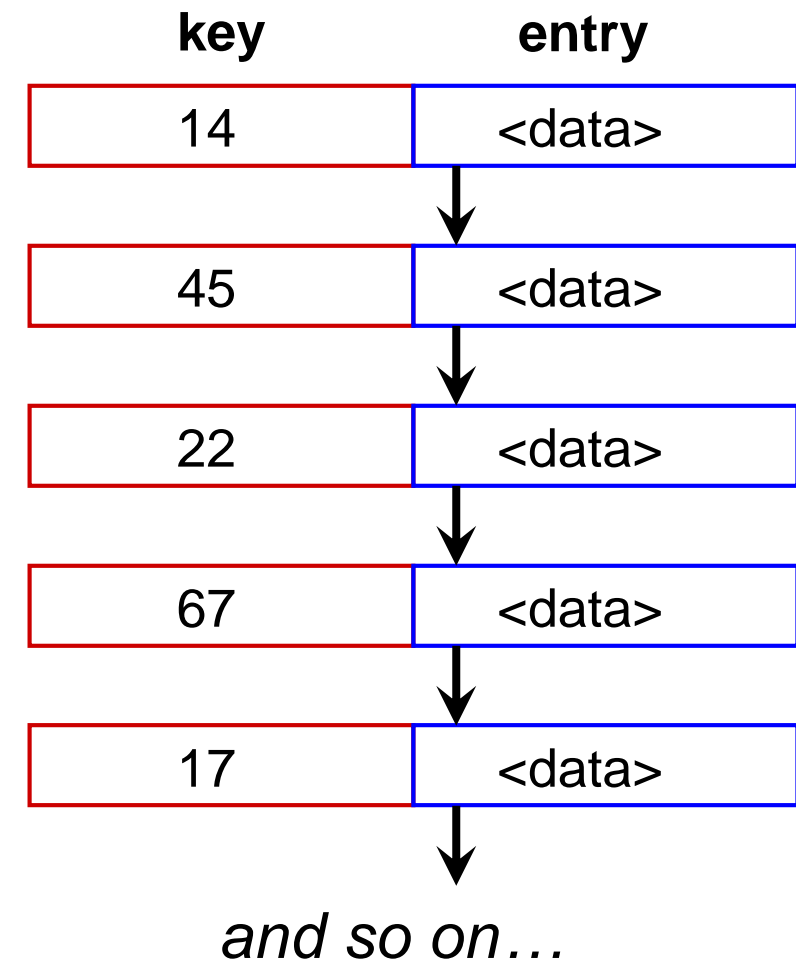 key entry
14 <data>
45 <data>
22 <data>
67 <data>
17 <data>
and so on…